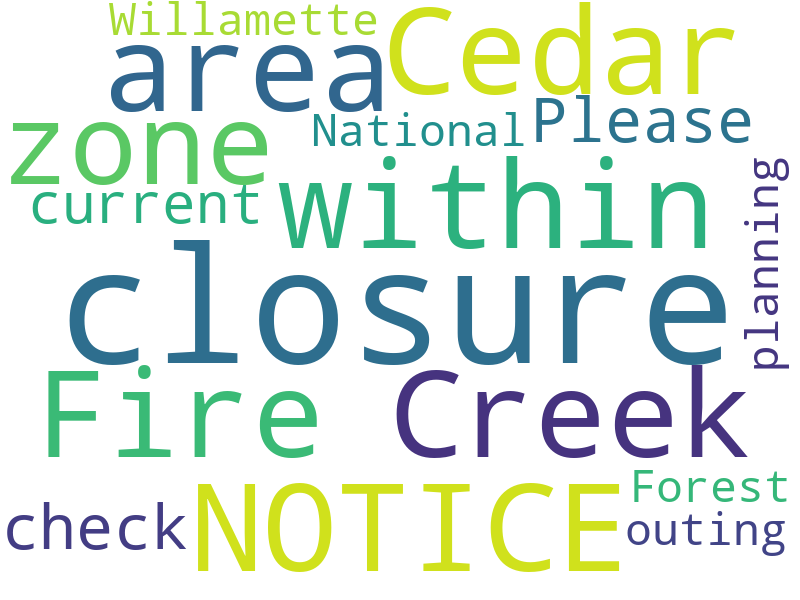 Willamette
area Cedar
zone National Please
current within
planning
closure
Fire Creek
check NOTICE Forest
outing